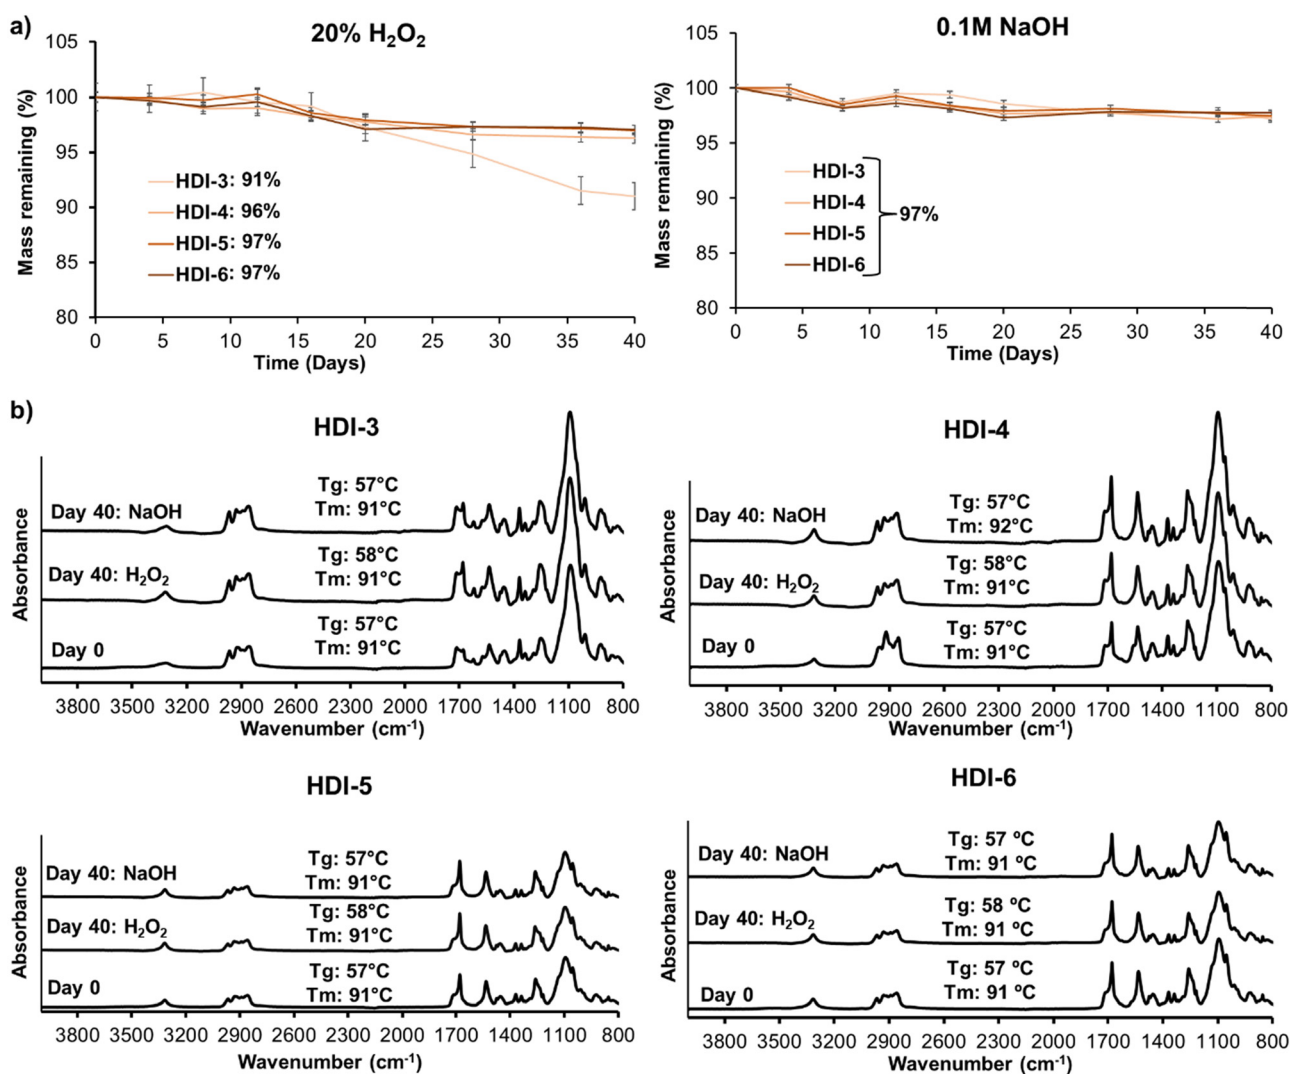 a)
20% H₂O₂
105
100
95
90
85
80
Mass remaining (%)
HDI-3: 91%
HDI-4: 96%
HDI-5: 97%
HDI-6: 97%
0 5 10 15 20 25 30 35 40
Time (Days)
0.1M NaOH
105
100
95
90
85
80
Mass remaining (%)
HDI-3
HDI-4
HDI-5
HDI-6
97%
0 5 10 15 20 25 30 35 40
Time (Days)
b)
HDI-3
Absorbance
Day 40: NaOH
Tg: 57°C
Tm: 91°C
Day 40: H₂O₂
Tg: 58°C
Tm: 91°C
Day 0
Tg: 57°C
Tm: 91°C
3800 3500 3200 2900 2600 2300 2000 1700 1400 1100 800
Wavenumber (cm⁻¹)
HDI-4
Absorbance
Day 40: NaOH
Tg: 57°C
Tm: 92°C
Day 40: H₂O₂
Tg: 58°C
Tm: 91°C
Day 0
Tg: 57°C
Tm: 91°C
3800 3500 3200 2900 2600 2300 2000 1700 1400 1100 800
Wavenumber (cm⁻¹)
HDI-5
Absorbance
Day 40: NaOH
Tg: 57°C
Tm: 91°C
Day 40: H₂O₂
Tg: 58°C
Tm: 91°C
Day 0
Tg: 57°C
Tm: 91°C
3800 3500 3200 2900 2600 2300 2000 1700 1400 1100 800
Wavenumber (cm⁻¹)
HDI-6
Absorbance
Day 40: NaOH
Tg: 57 ºC
Tm: 91 ºC
Day 40: H₂O₂
Tg: 58 ºC
Tm: 91 ºC
Day 0
Tg: 57 ºC
Tm: 91 ºC
3800 3500 3200 2900 2600 2300 2000 1700 1400 1100 800
Wavenumber (cm⁻¹)